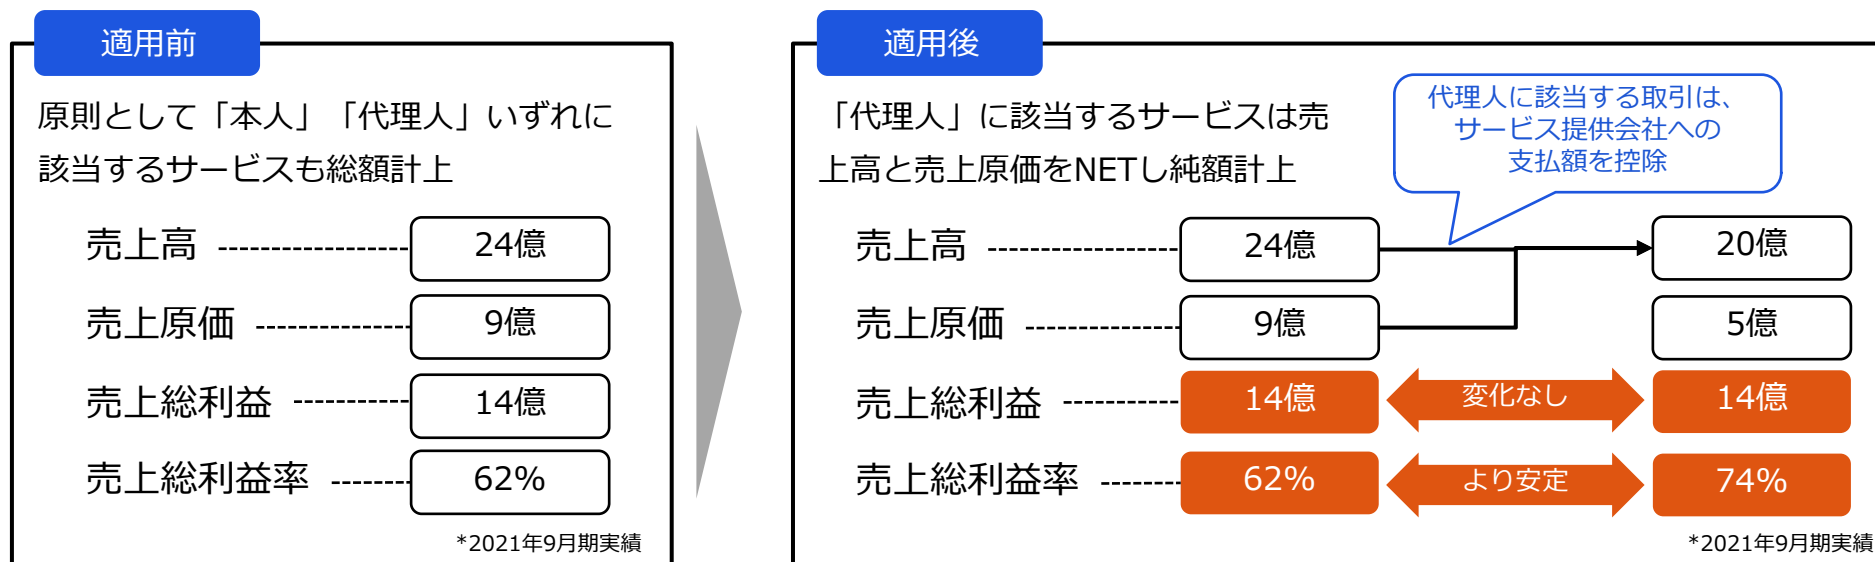 適用前
原則として「本人」「代理人」いずれに
該当するサービスも総額計上
売上高 24億
売上原価 9億
売上総利益 14億
売上総利益率 62%
*2021年9月期実績
適用後
「代理人」に該当するサービスは売
上高と売上原価をNETし純額計上
代理人に該当する取引は、
サービス提供会社への
支払額を控除
売上高 24億 20億
売上原価 9億 5億
売上総利益 14億 変化なし 14億
売上総利益率 62% より安定 74%
*2021年9月期実績